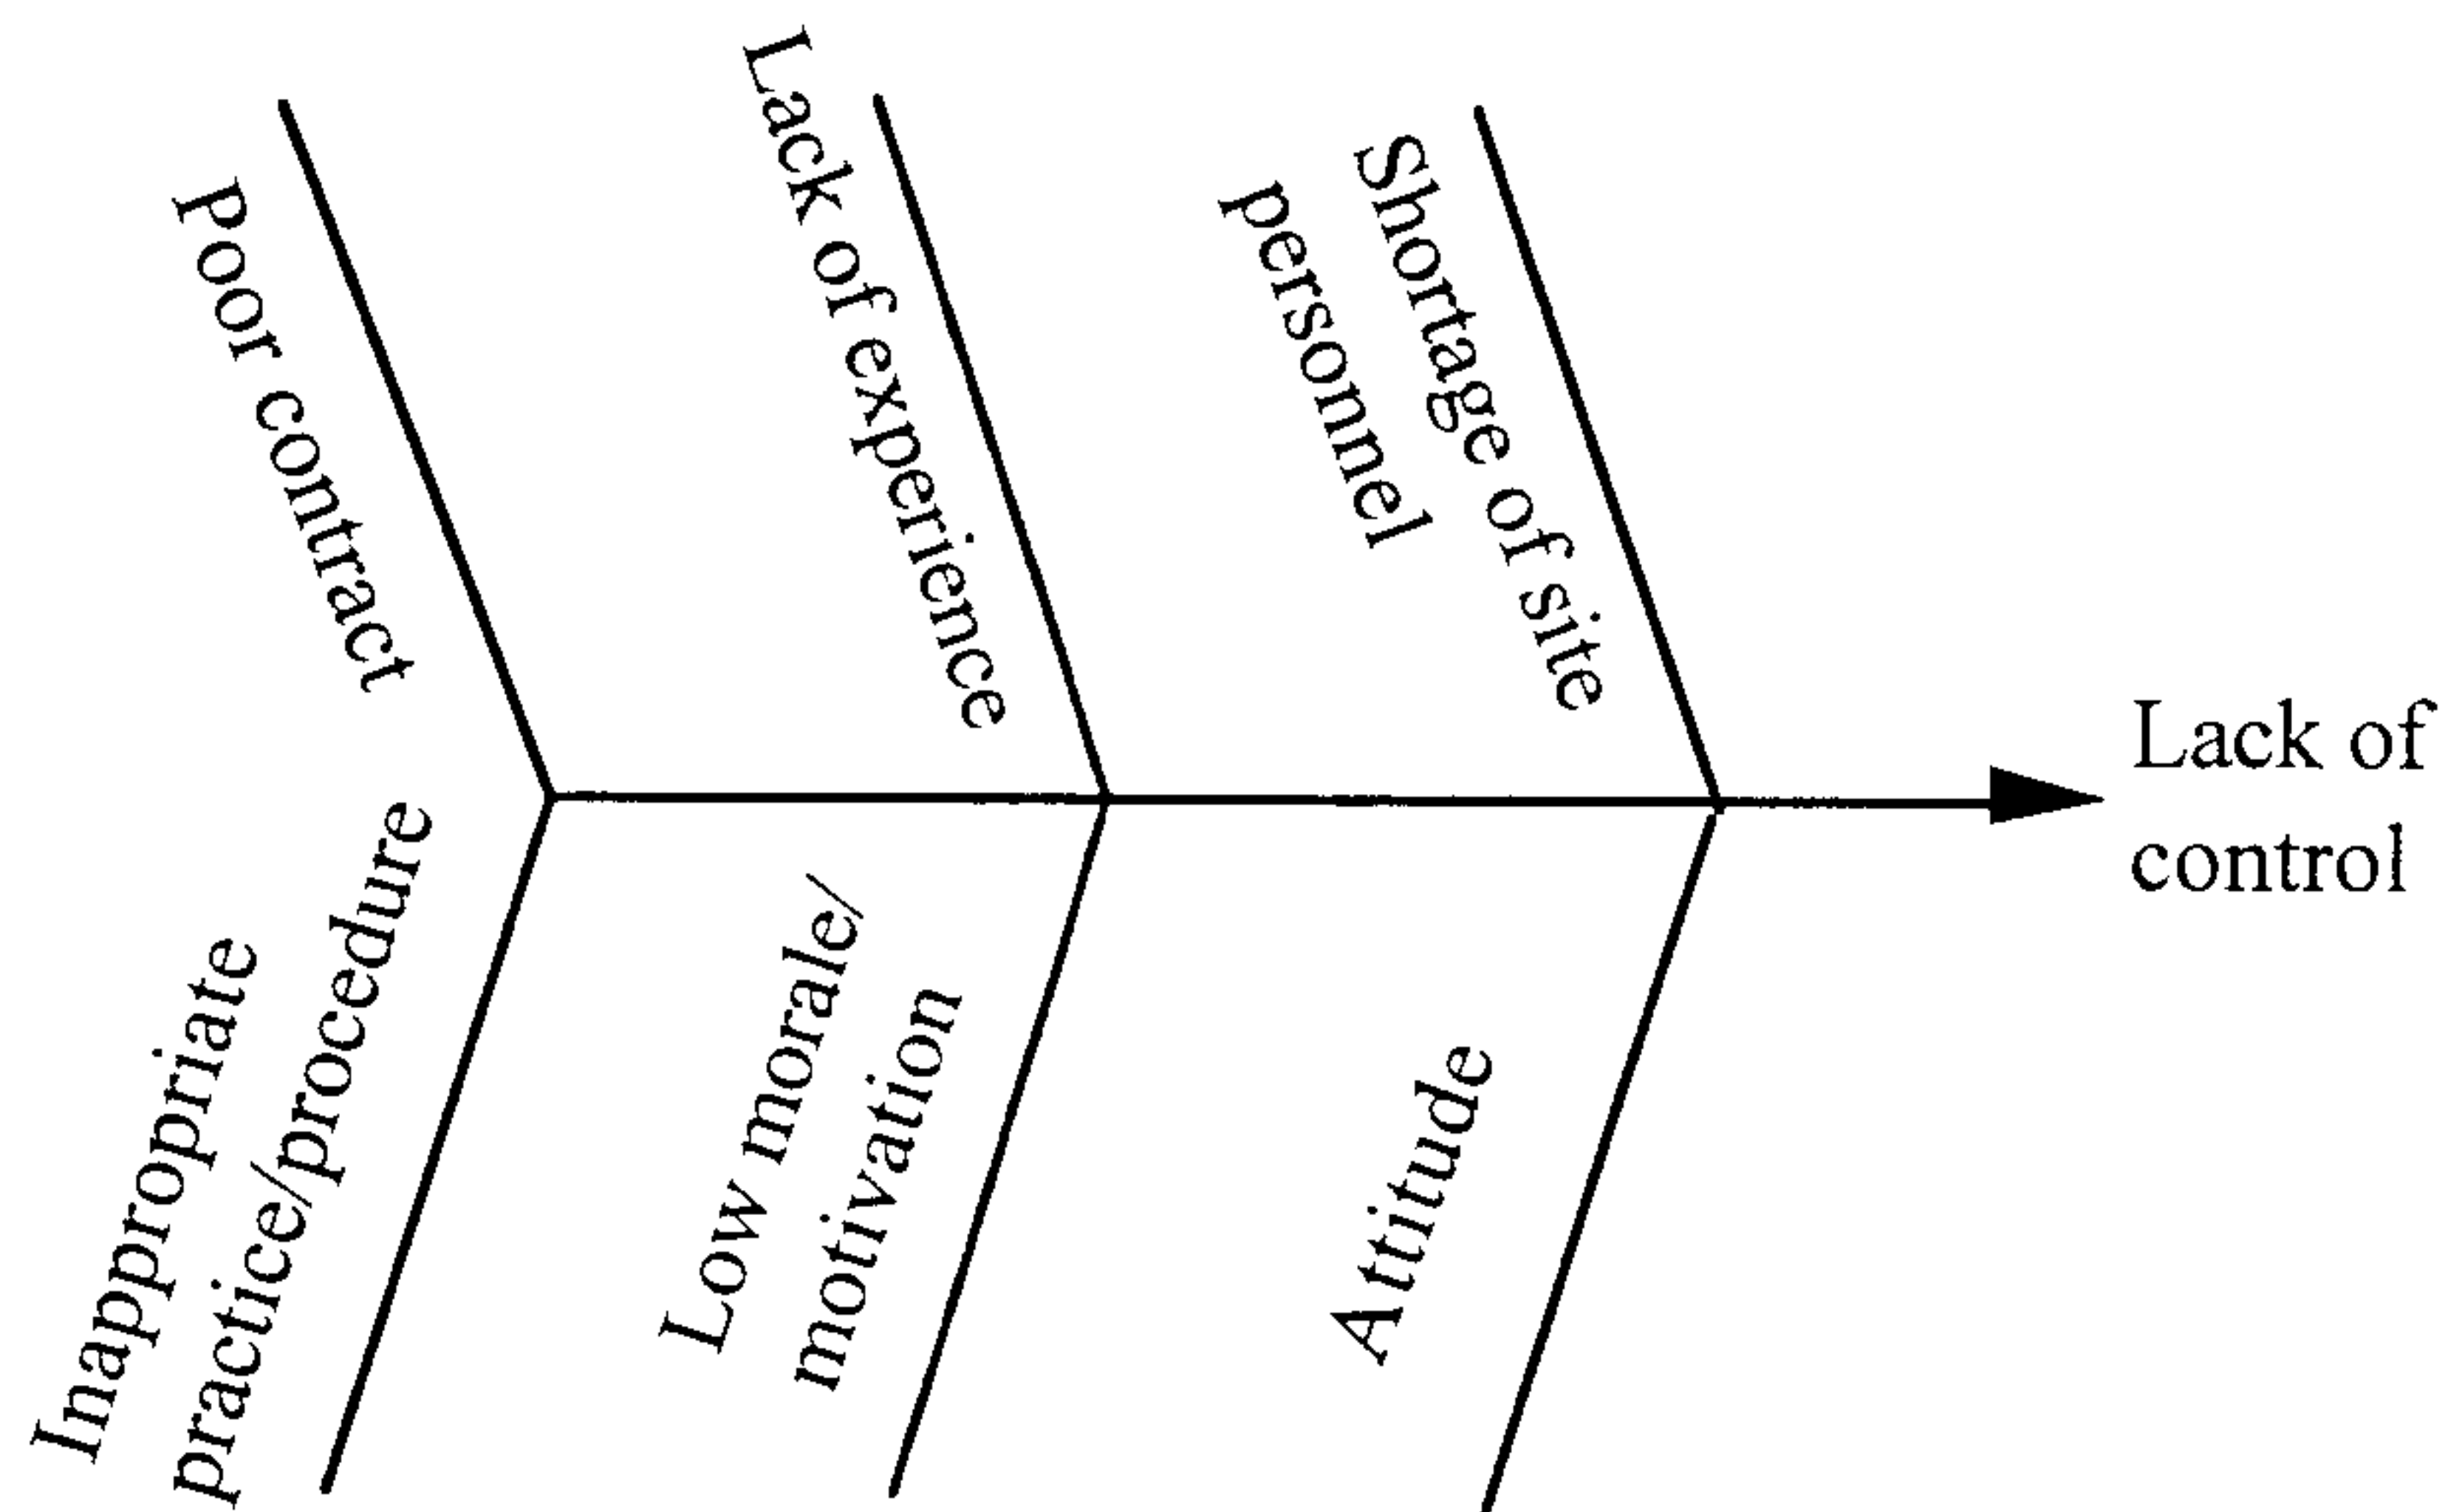 Poor contract
Lack of experience
Shortage of site
personnel
Lack of
control
Inappropriate
practice/procedure
Low morale/
motivation
Attitude